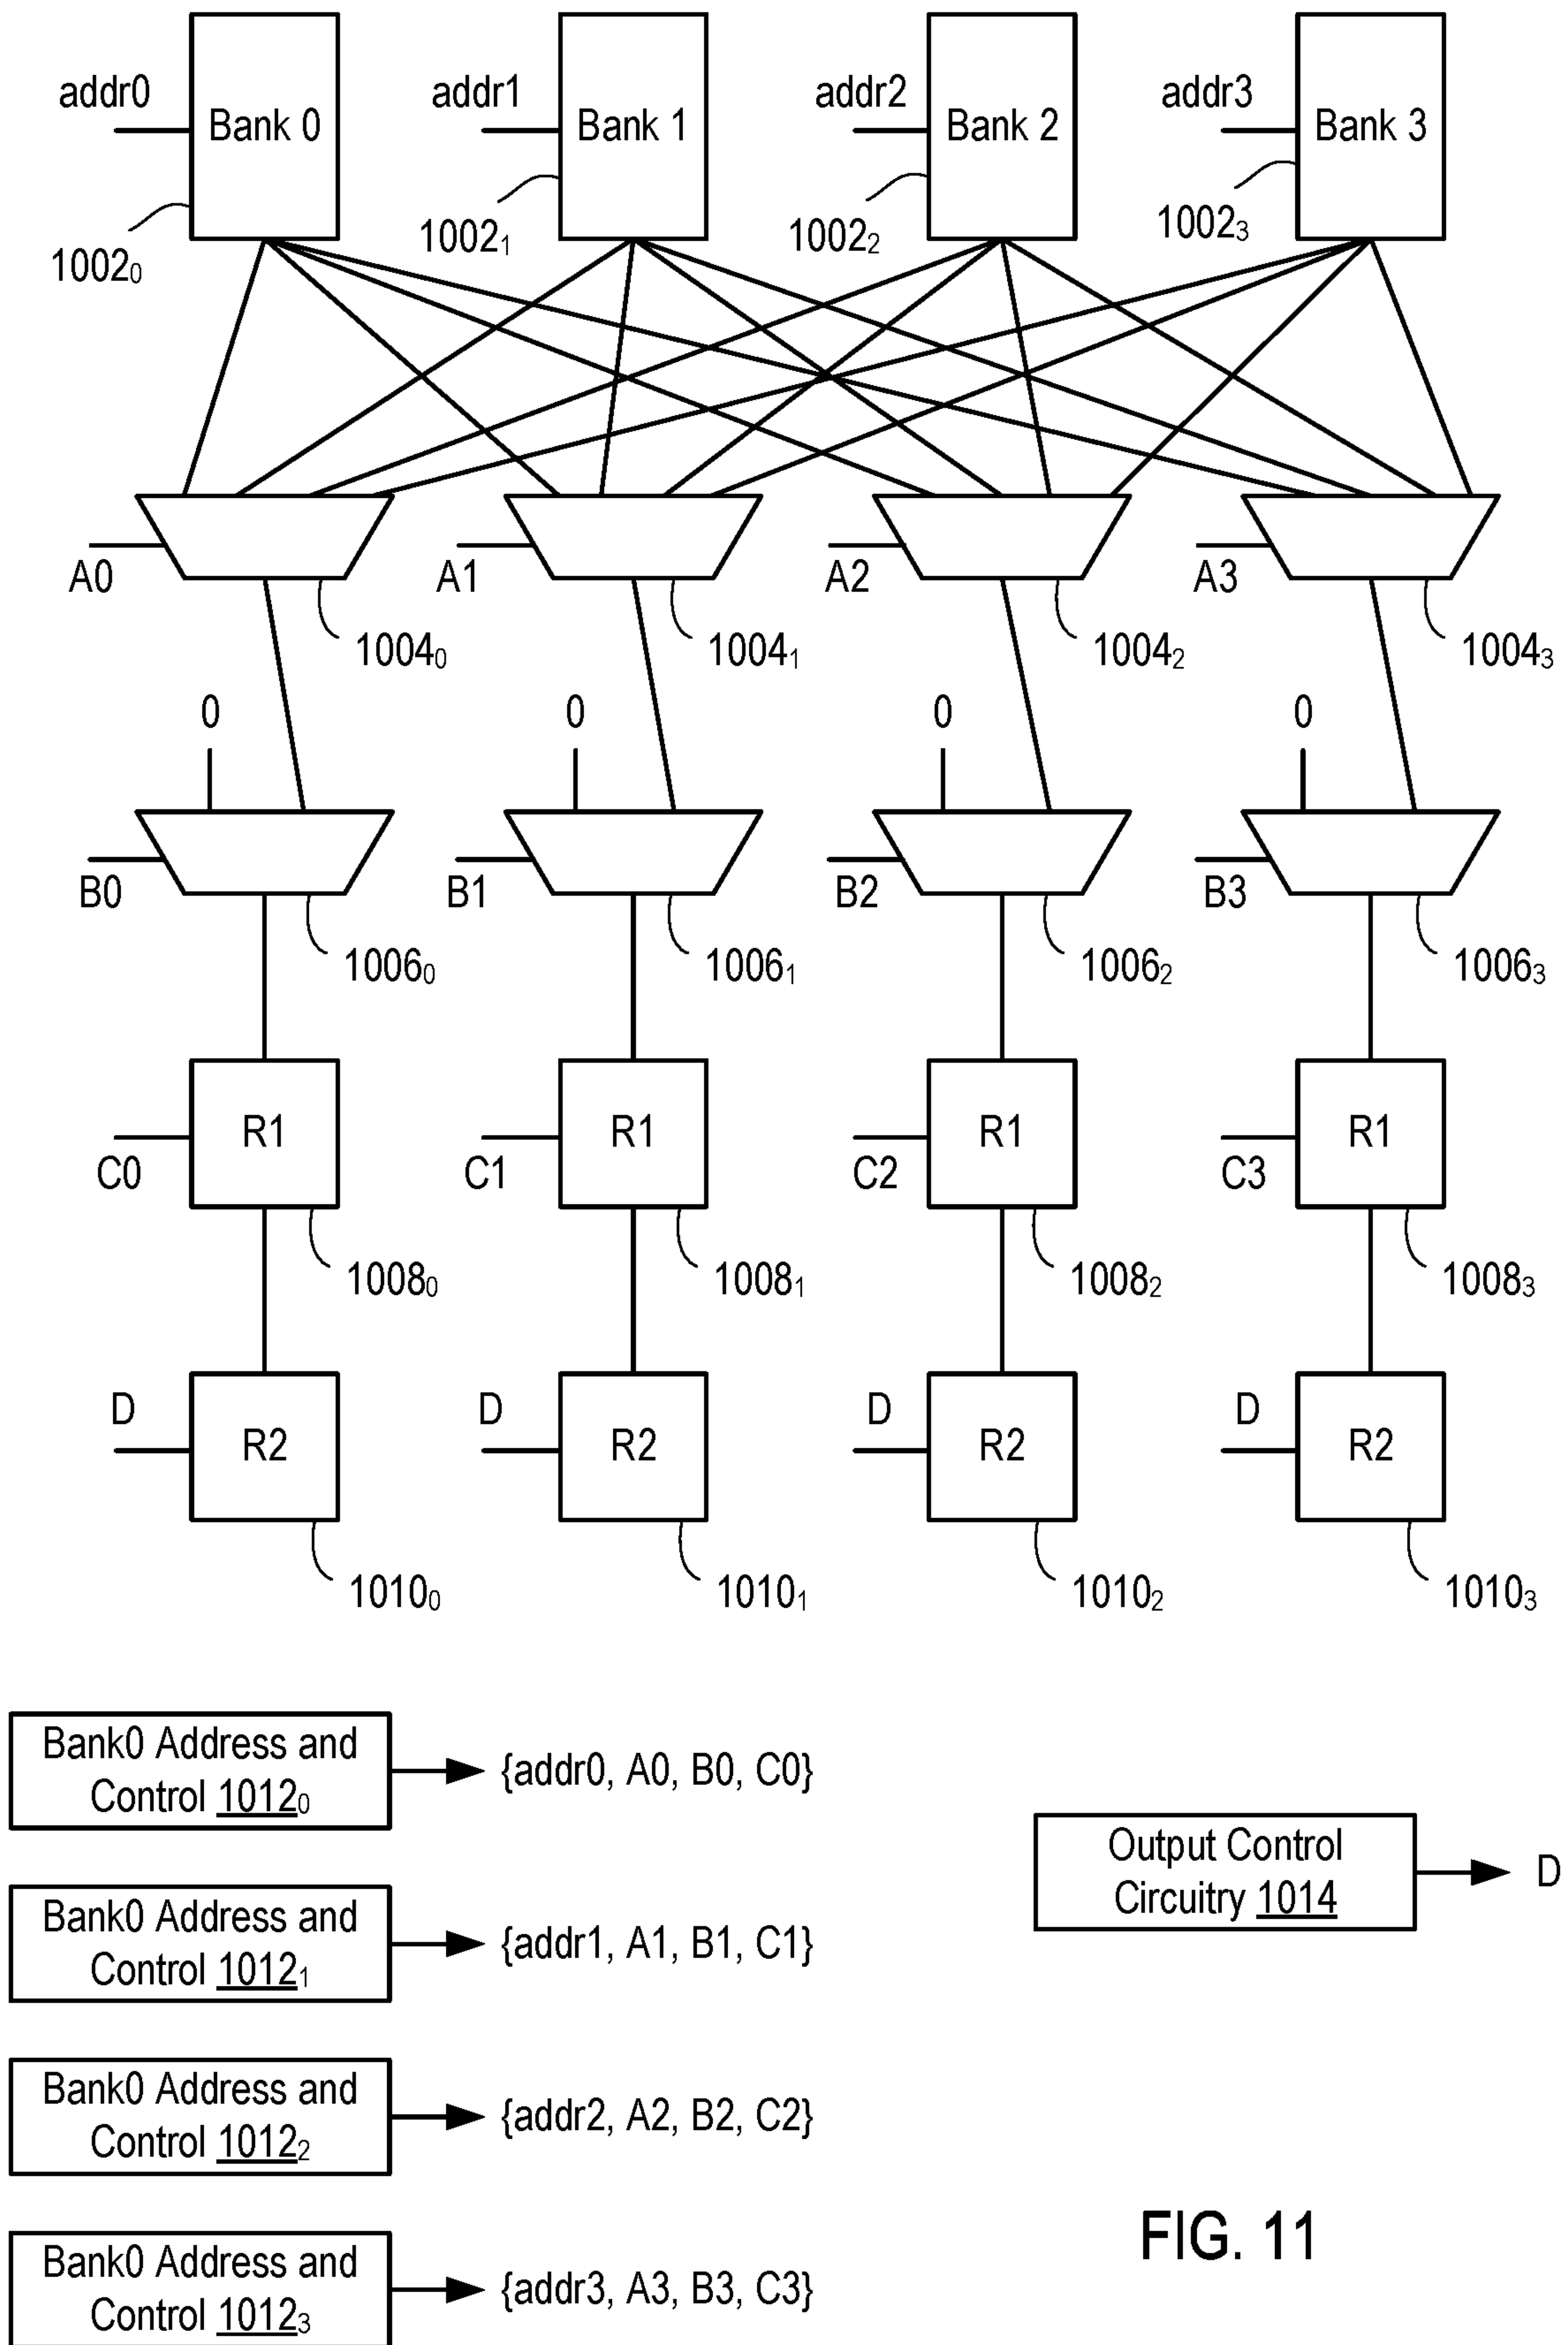 addr0 addr1 addr2 addr3
Bank 0 Bank 1 Bank 2 Bank 3
1002₀ 1002₁ 1002₂ 1002₃
A0 A1 A2 A3
1004₀ 1004₁ 1004₂ 1004₃
0 0 0 0
B0 B1 B2 B3
1006₀ 1006₁ 1006₂ 1006₃
R1 R1 R1 R1
C0 C1 C2 C3
1008₀ 1008₁ 1008₂ 1008₃
D D D D
R2 R2 R2 R2
1010₀ 1010₁ 1010₂ 1010₃
Bank0 Address and
Control 1012₀
{addr0, A0, B0, C0}
Output Control
Circuitry 1014
D
Bank0 Address and
Control 1012₁
{addr1, A1, B1, C1}
Bank0 Address and
Control 1012₂
{addr2, A2, B2, C2}
Bank0 Address and
Control 1012₃
{addr3, A3, B3, C3}
FIG. 11